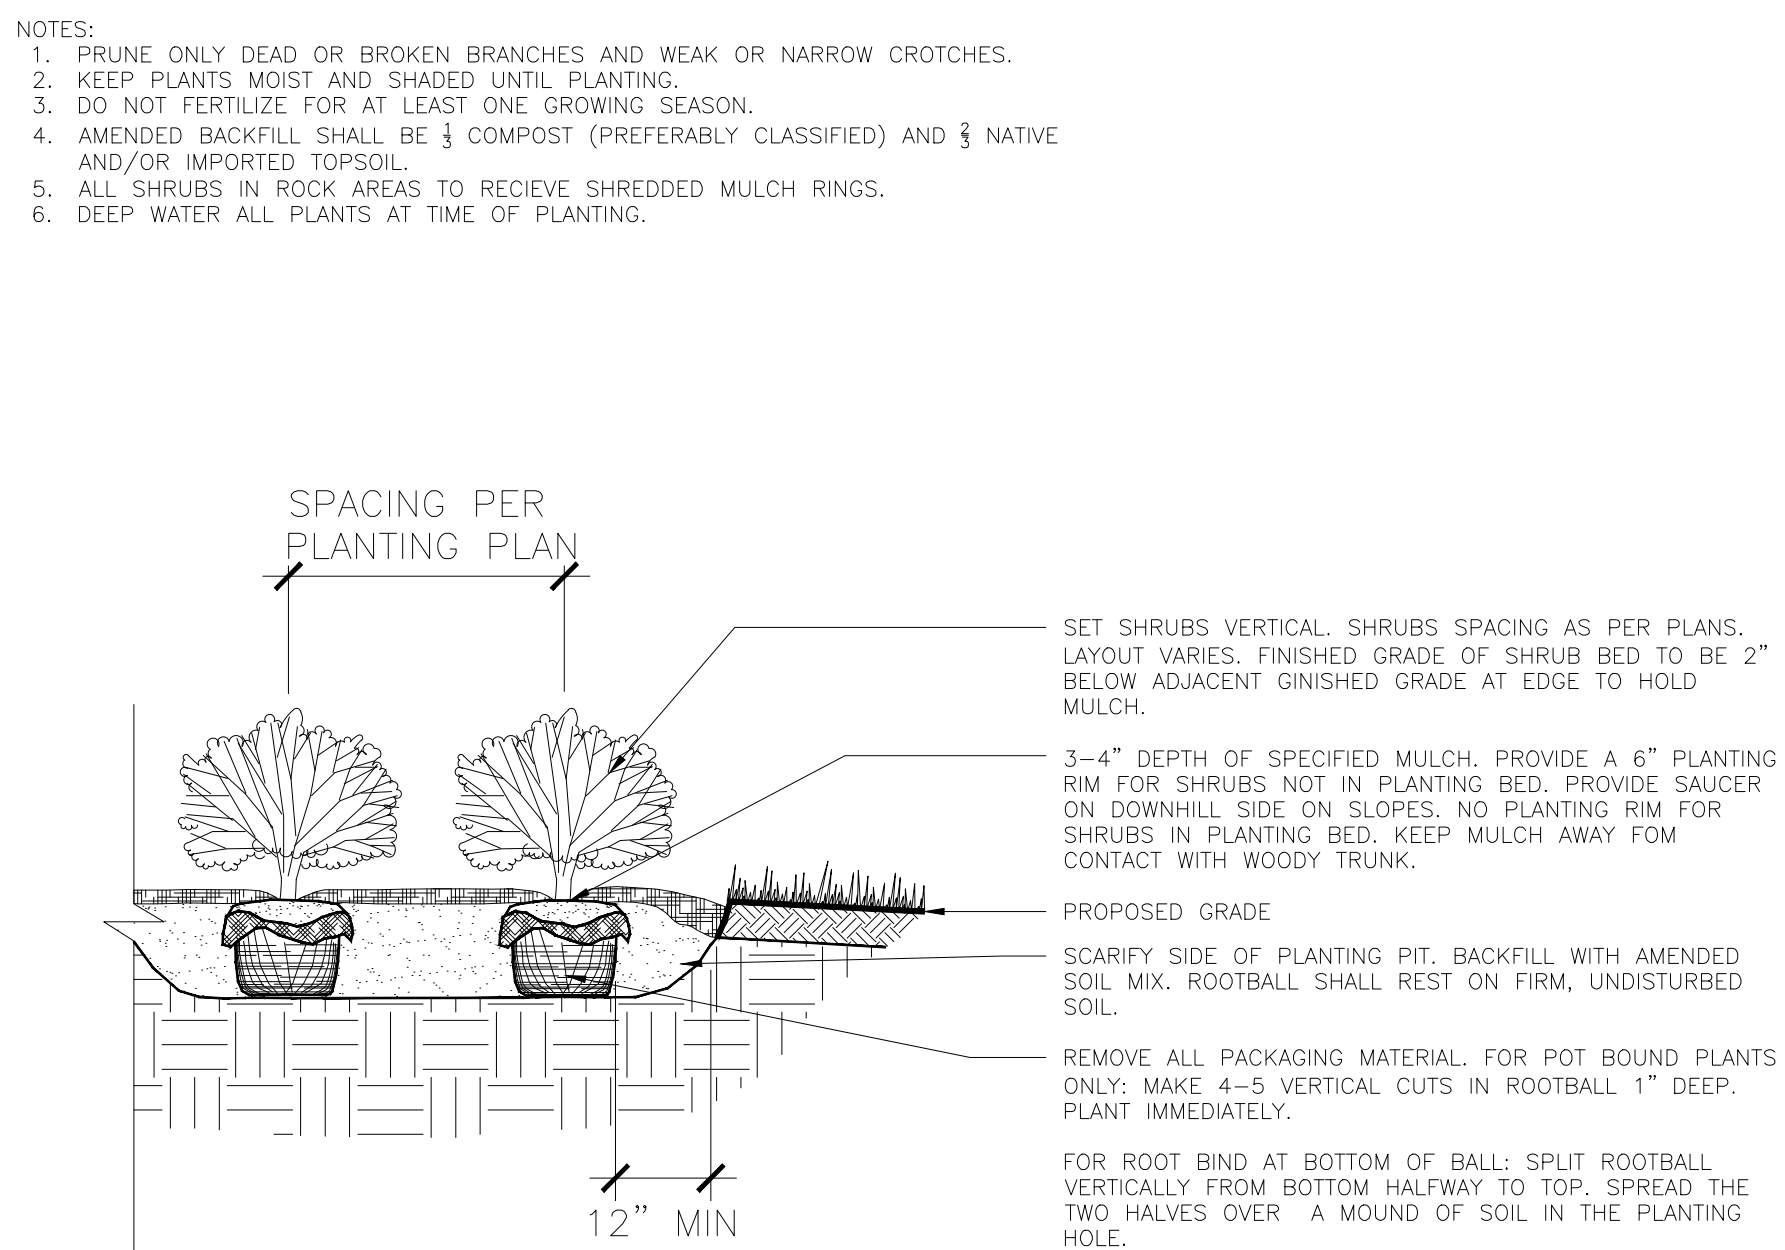 NOTES:
1. PRUNE ONLY DEAD OR BROKEN BRANCHES AND WEAK OR NARROW CROTCHES.
2. KEEP PLANTS MOIST AND SHADED UNTIL PLANTING.
3. DO NOT FERTILIZE FOR AT LEAST ONE GROWING SEASON.
4. AMENDED BACKFILL SHALL BE 1/3 COMPOST (PREFERABLY CLASSIFIED) AND 2/3 NATIVE
AND/OR IMPORTED TOPSOIL.
5. ALL SHRUBS IN ROCK AREAS TO RECIEVE SHREDDED MULCH RINGS.
6. DEEP WATER ALL PLANTS AT TIME OF PLANTING.
SPACING PER
PLANTING PLAN
SET SHRUBS VERTICAL. SHRUBS SPACING AS PER PLANS.
LAYOUT VARIES. FINISHED GRADE OF SHRUB BED TO BE 2”
BELOW ADJACENT GINISHED GRADE AT EDGE TO HOLD
MULCH.
3–4” DEPTH OF SPECIFIED MULCH. PROVIDE A 6” PLANTING
RIM FOR SHRUBS NOT IN PLANTING BED. PROVIDE SAUCER
ON DOWNHILL SIDE ON SLOPES. NO PLANTING RIM FOR
SHRUBS IN PLANTING BED. KEEP MULCH AWAY FOM
CONTACT WITH WOODY TRUNK.
PROPOSED GRADE
SCARIFY SIDE OF PLANTING PIT. BACKFILL WITH AMENDED
SOIL MIX. ROOTBALL SHALL REST ON FIRM, UNDISTURBED
SOIL.
REMOVE ALL PACKAGING MATERIAL. FOR POT BOUND PLANTS
ONLY: MAKE 4–5 VERTICAL CUTS IN ROOTBALL 1” DEEP.
PLANT IMMEDIATELY.
FOR ROOT BIND AT BOTTOM OF BALL: SPLIT ROOTBALL
VERTICALLY FROM BOTTOM HALFWAY TO TOP. SPREAD THE
TWO HALVES OVER A MOUND OF SOIL IN THE PLANTING
HOLE.
12” MIN